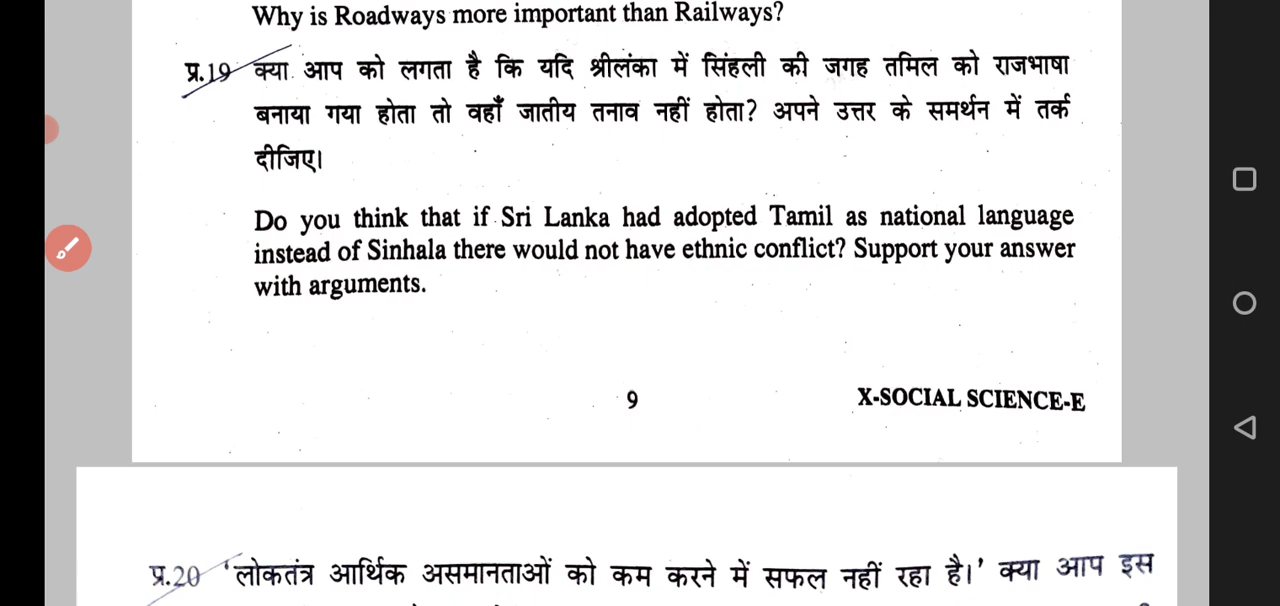 Why is Roadways more important than Railways?
प्र.19 क्या आप को लगता है कि यदि श्रीलंका में सिंहली की जगह तमिल को राजभाषा
बनाया गया होता तो वहाँ जातीय तनाव नहीं होता? अपने उत्तर के समर्थन में तर्क
दीजिए।
Do you think that if Sri Lanka had adopted Tamil as national language
instead of Sinhala there would not have ethnic conflict? Support your answer
with arguments.
9
X-SOCIAL SCIENCE-E
प्र.20 'लोकतंत्र आर्थिक असमानताओं को कम करने में सफल नहीं रहा है।' क्या आप इस